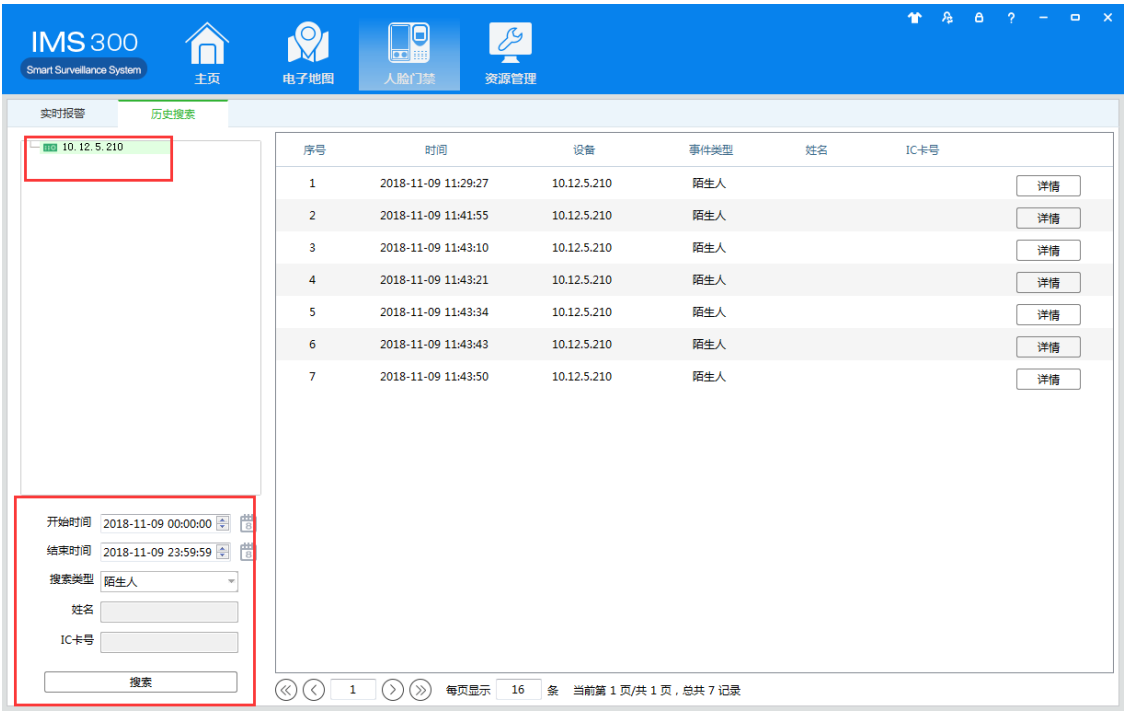 IMS 300
Smart Surveillance System
主页
电子地图
人脸门禁
资源管理
实时报警 历史搜索
10.12.5.210
序号 时间 设备 事件类型 姓名 IC卡号
1 2018-11-09 11:29:27 10.12.5.210 陌生人 详情
2 2018-11-09 11:41:55 10.12.5.210 陌生人 详情
3 2018-11-09 11:43:10 10.12.5.210 陌生人 详情
4 2018-11-09 11:43:21 10.12.5.210 陌生人 详情
5 2018-11-09 11:43:34 10.12.5.210 陌生人 详情
6 2018-11-09 11:43:43 10.12.5.210 陌生人 详情
7 2018-11-09 11:43:50 10.12.5.210 陌生人 详情
开始时间 2018-11-09 00:00:00
结束时间 2018-11-09 23:59:59
搜索类型 陌生人
姓名
IC卡号
搜索
1 每页显示 16 条 当前第 1 页/共 1 页，总共 7 记录